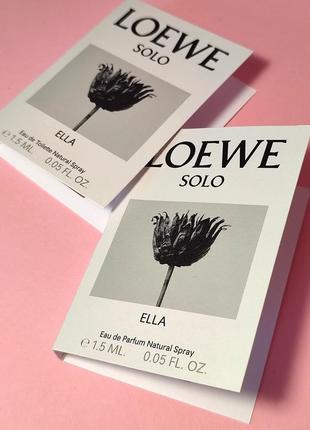 LOEWE
SOLO
ELLA
Eau de Toilette Natural Spray
℮ 1.5 ML. 0.05 FL. OZ.
LOEWE
SOLO
ELLA
Eau de Parfum Natural Spray
℮ 1.5 ML. 0.05 FL. OZ.